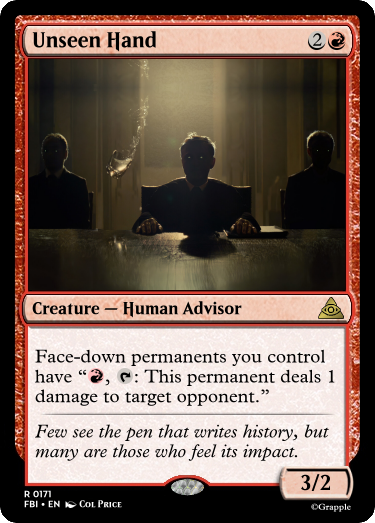 Unseen Hand 2
Creature — Human Advisor
Face-down permanents you control
have “ , : This permanent deals 1
damage to target opponent.”
Few see the pen that writes history, but
many are those who feel its impact.
3/2
R 0171
FBI • EN Col Price
©Grapple